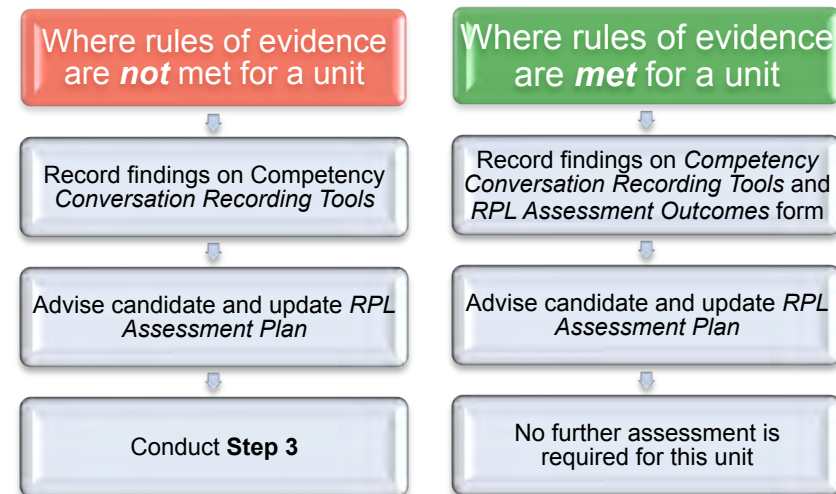 Where rules of evidence
are not met for a unit
Record findings on Competency
Conversation Recording Tools
Advise candidate and update RPL
Assessment Plan
Conduct Step 3
Where rules of evidence
are met for a unit
Record findings on Competency
Conversation Recording Tools and
RPL Assessment Outcomes form
Advise candidate and update RPL
Assessment Plan
No further assessment is
required for this unit